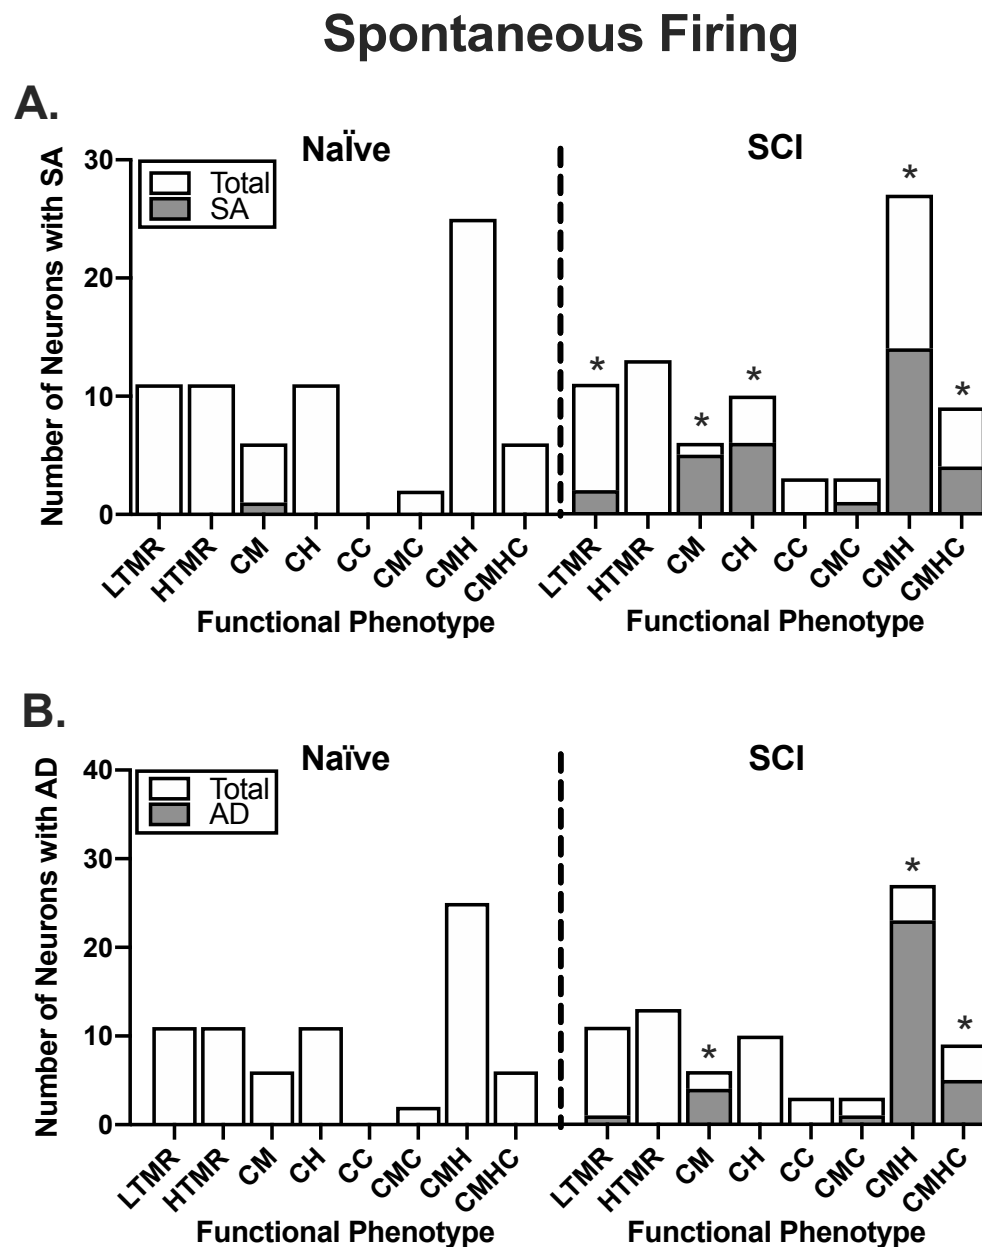 Spontaneous Firing
A.
Number of Neurons with SA
NaÏve
SCI
Total
SA
30
20
10
0
* * * * * *
LTMR HTMR CM CH CC CMC CMH CMHC
LTMR HTMR CM CH CC CMC CMH CMHC
Functional Phenotype
Functional Phenotype
B.
Number of Neurons with AD
Naïve
SCI
Total
AD
40
30
20
10
0
* * *
LTMR HTMR CM CH CC CMC CMH CMHC
LTMR HTMR CM CH CC CMC CMH CMHC
Functional Phenotype
Functional Phenotype